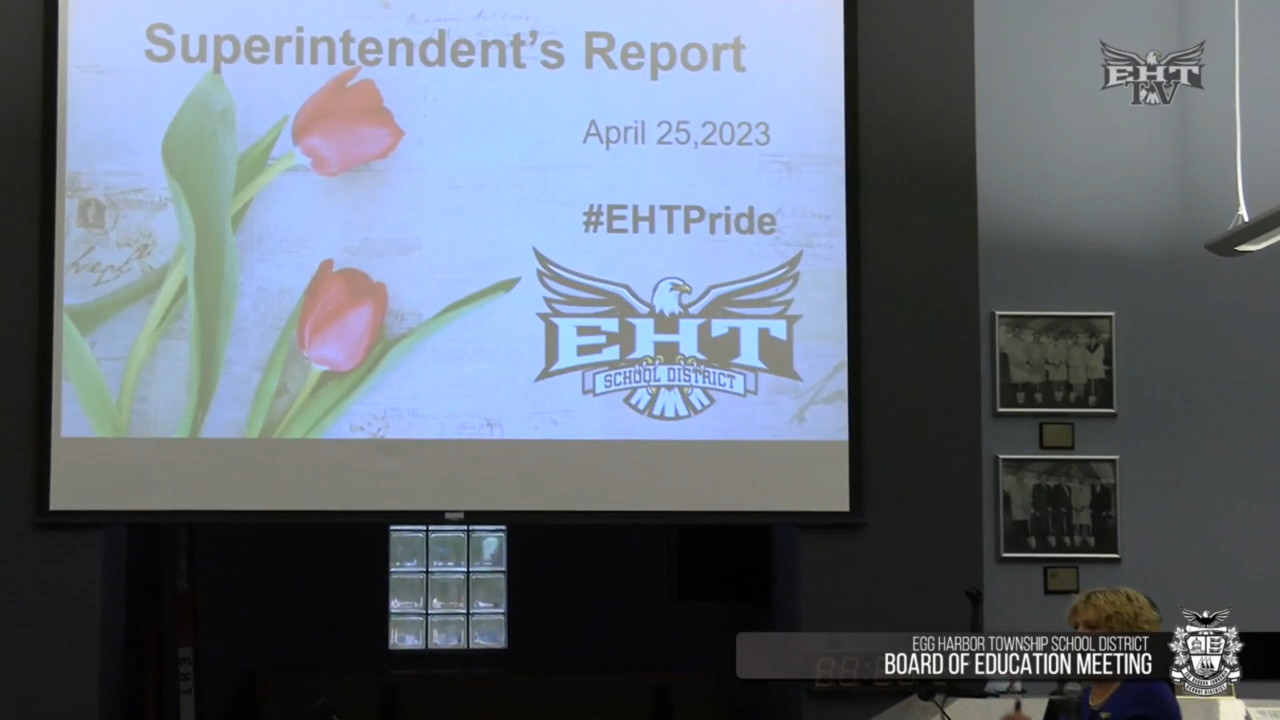 Superintendent's Report
April 25,2023
#EHTPride
EHT
SCHOOL DISTRICT
EHT
TV
EHT
EGG HARBOR TOWNSHIP SCHOOL DISTRICT
BOARD OF EDUCATION MEETING